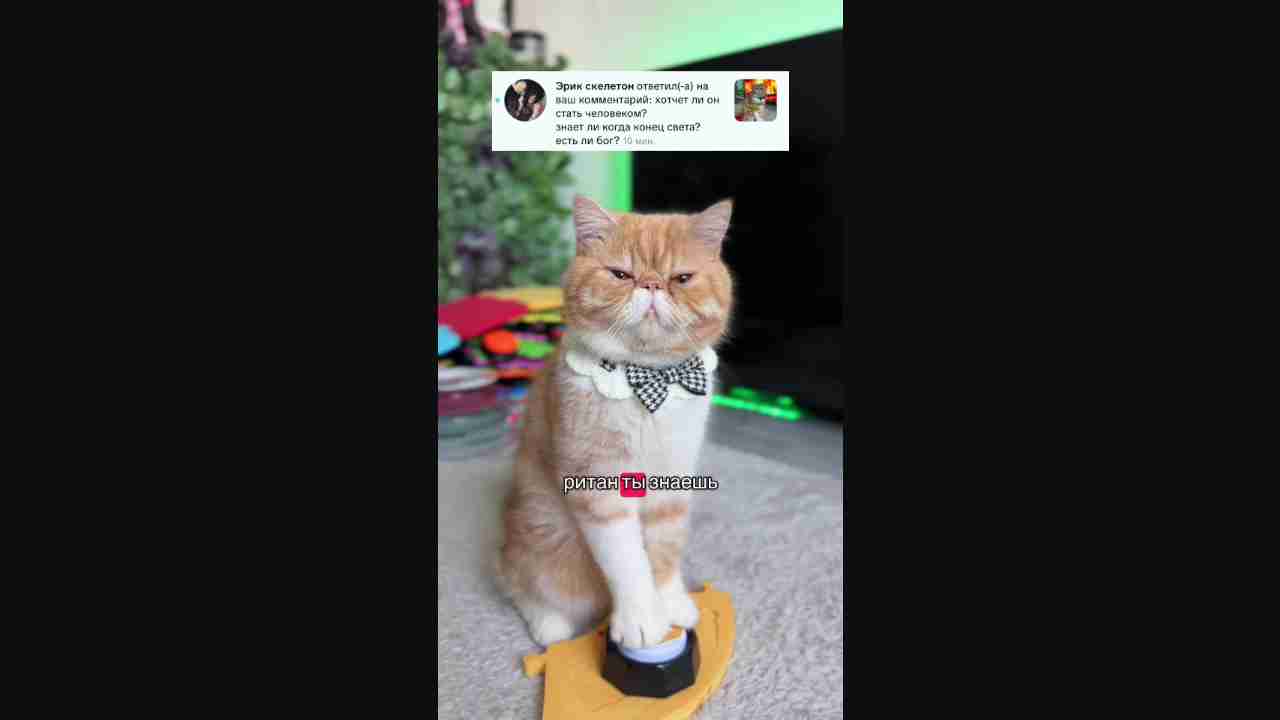 Эрик скелетон ответил(-а) на
ваш комментарий: хотчет ли он
стать человеком?
знает ли когда конец света?
есть ли бог? 10 мин.
ритан ты знаешь